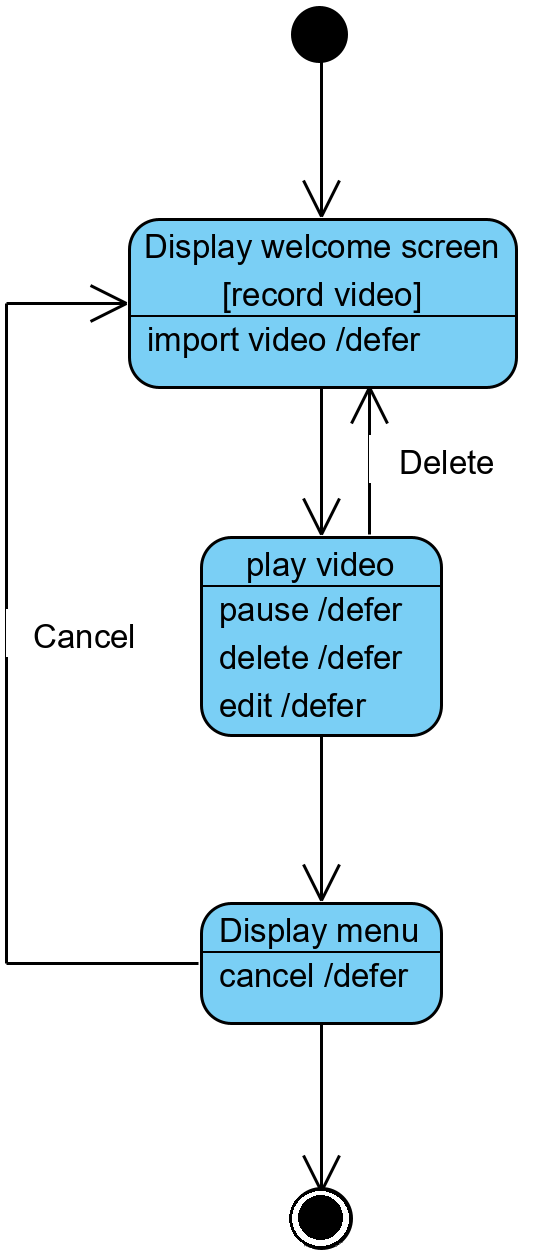 Display welcome screen
[record video]
import video /defer
Delete
play video
pause /defer
delete /defer
edit /defer
Cancel
Display menu
cancel /defer